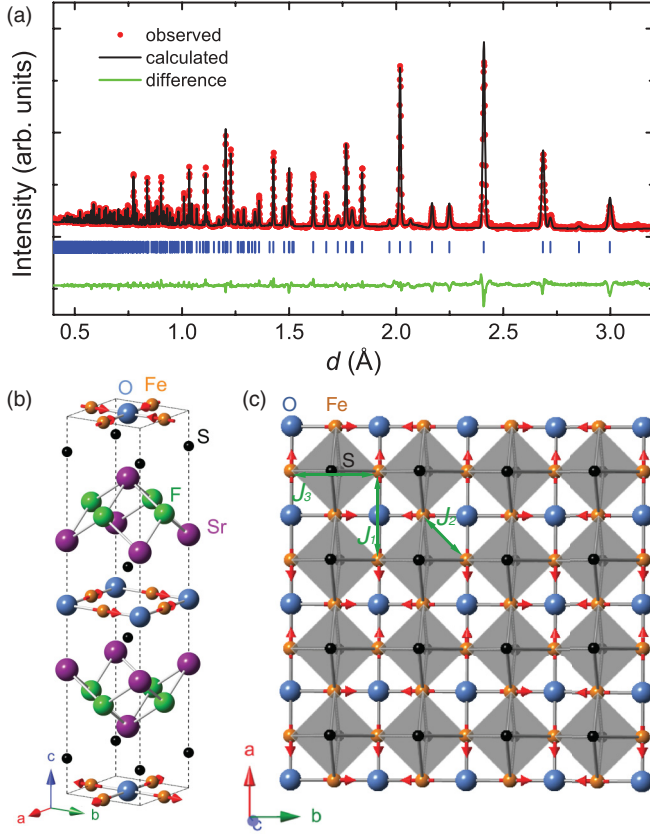 (a)
observed
calculated
difference
Intensity (arb. units)
0.5 1.0 1.5 2.0 2.5 3.0
d (Å)
(b)
O Fe
S
F
Sr
c
a b
(c)
O Fe
S
J3
J1
J2
a
c b